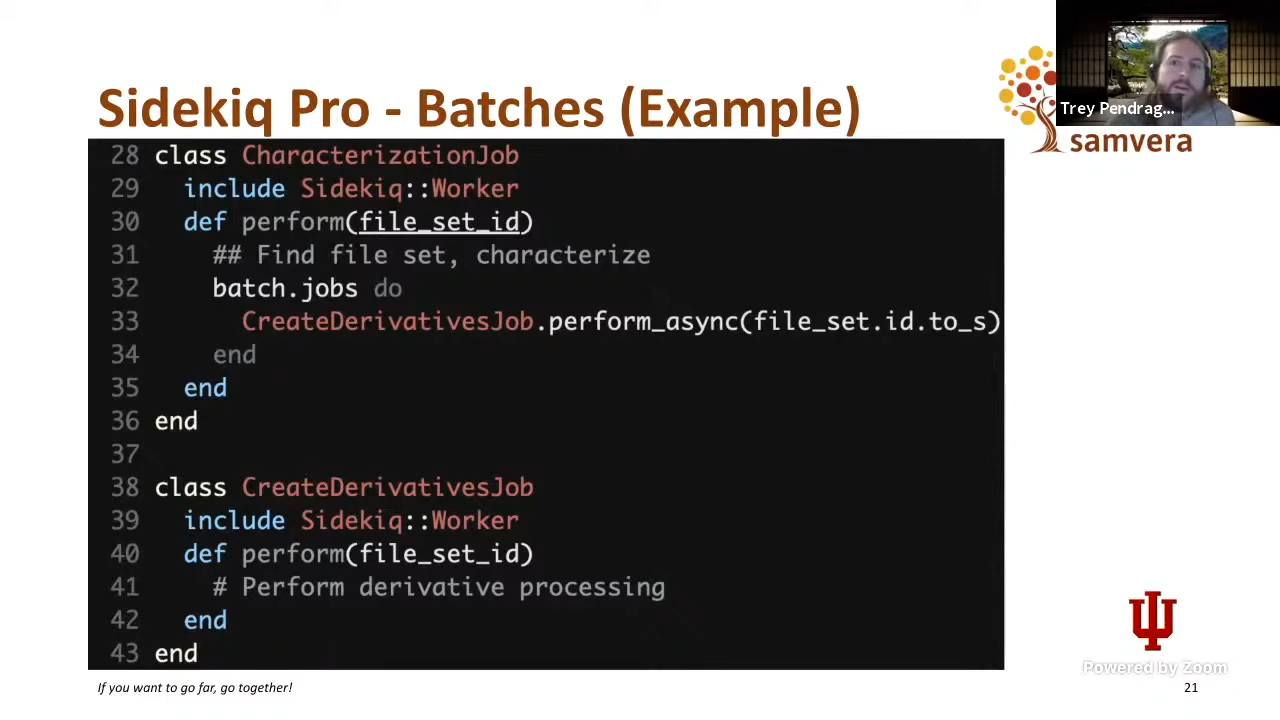 Sidekiq Pro - Batches (Example)
Trey Pendrag...
samvera
28 class CharacterizationJob
29   include Sidekiq::Worker
30   def perform(file_set_id)
31     ## Find file set, characterize
32     batch.jobs do
33       CreateDerivativesJob.perform_async(file_set.id.to_s)
34     end
35   end
36 end
37
38 class CreateDerivativesJob
39   include Sidekiq::Worker
40   def perform(file_set_id)
41     # Perform derivative processing
42   end
43 end
Powered by Zoom
If you want to go far, go together!
21